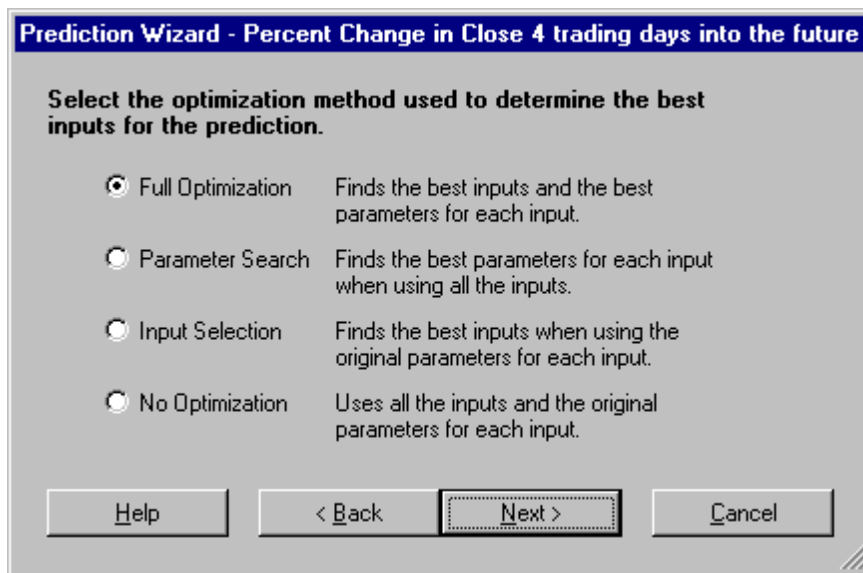 Prediction Wizard - Percent Change in Close 4 trading days into the future
Select the optimization method used to determine the best
inputs for the prediction.
Full Optimization Finds the best inputs and the best
parameters for each input.
Parameter Search Finds the best parameters for each input
when using all the inputs.
Input Selection Finds the best inputs when using the
original parameters for each input.
No Optimization Uses all the inputs and the original
parameters for each input.
Help < Back Next > Cancel